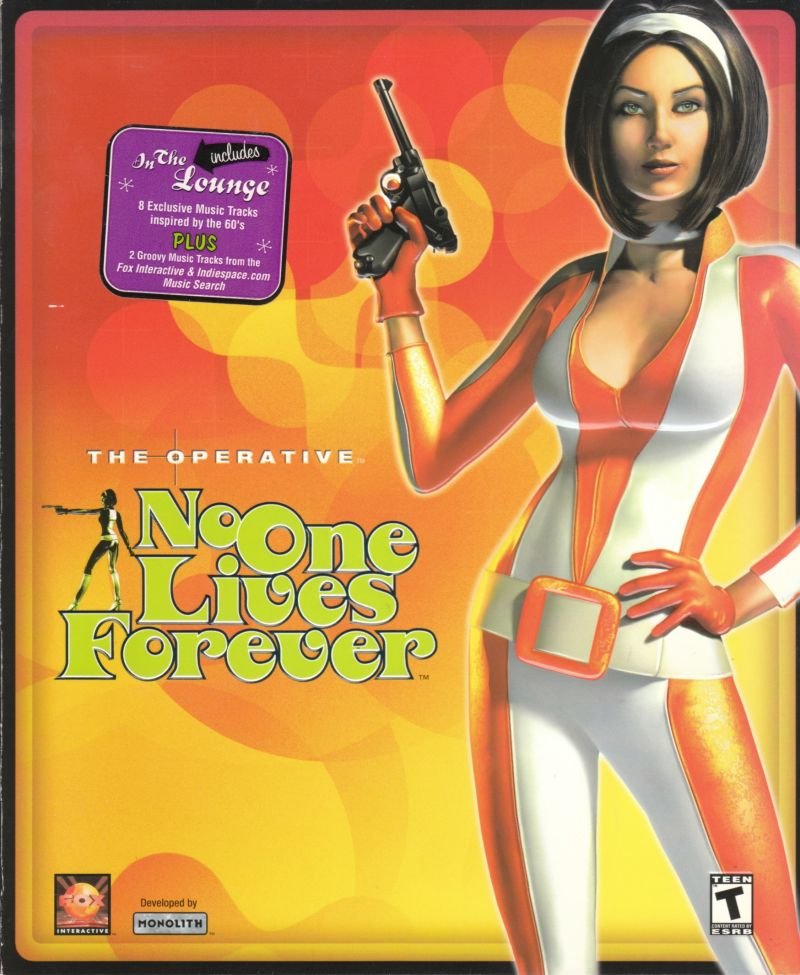 In The includes
Lounge
8 Exclusive Music Tracks
inspired by the 60's
PLUS
2 Groovy Music Tracks from the
Fox Interactive & Indiespace.com
Music Search
THE OPERATIVE™
No One
Lives
Forever™
FOX
INTERACTIVE
Developed by
MONOLITH
TEEN
T
CONTENT RATED BY
ESRB